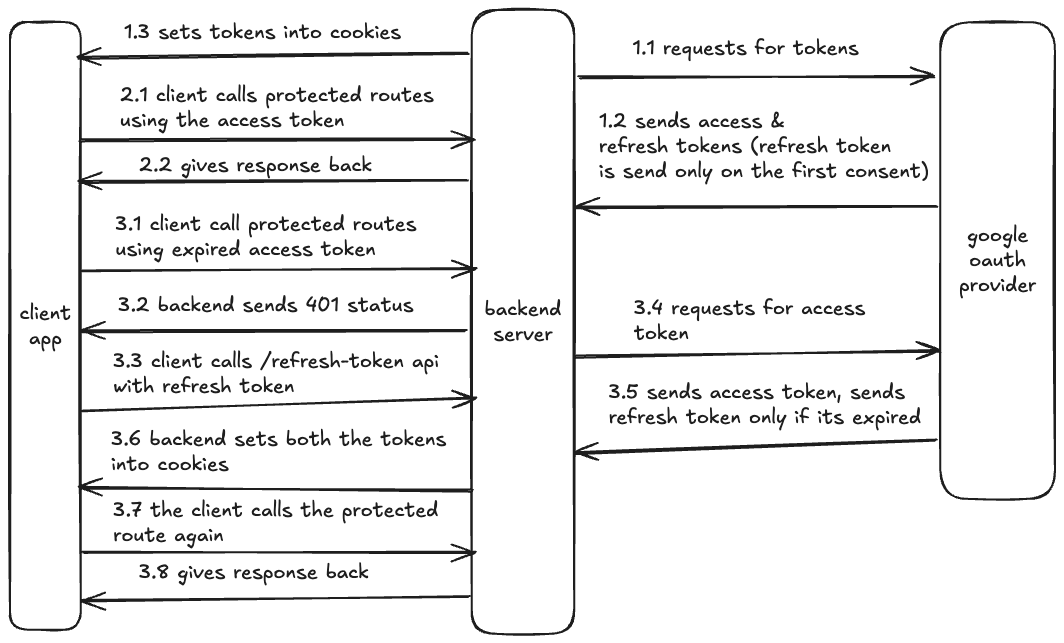 1.3 sets tokens into cookies
1.1 requests for tokens
2.1 client calls protected routes
using the access token
1.2 sends access &
refresh tokens (refresh token
is send only on the first consent)
2.2 gives response back
3.1 client call protected routes
using expired access token
google
oauth
provider
3.2 backend sends 401 status
client
app
backend
server
3.4 requests for access
token
3.3 client calls /refresh-token api
with refresh token
3.5 sends access token, sends
refresh token only if its expired
3.6 backend sets both the tokens
into cookies
3.7 the client calls the protected
route again
3.8 gives response back